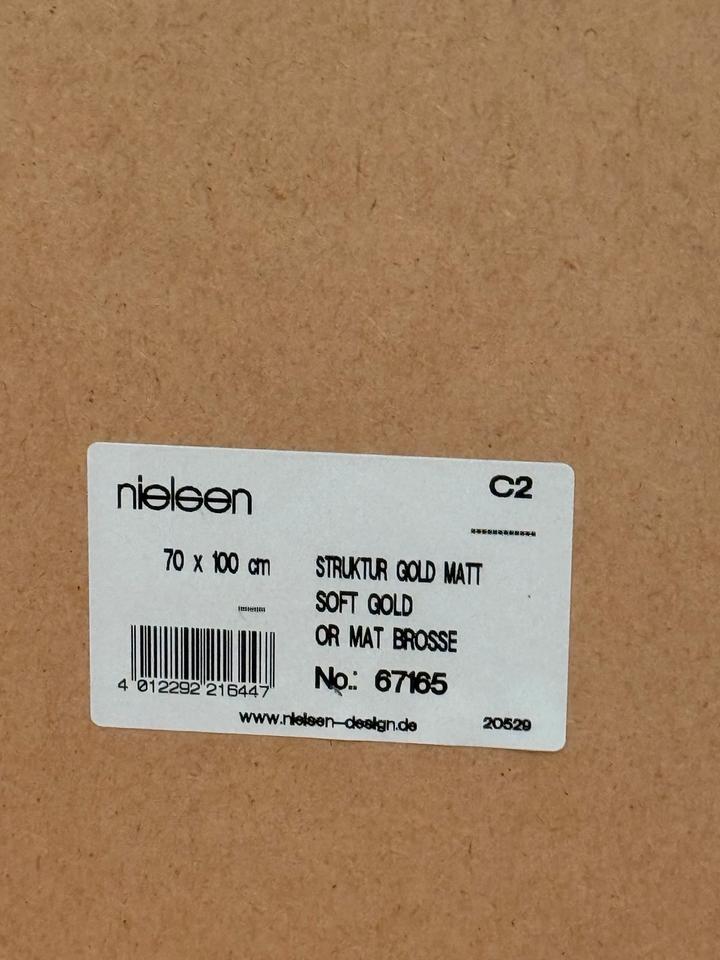 nielsen
C2
70 x 100 cm
STRUKTUR GOLD MATT
SOFT GOLD
OR MAT BROSSE
No.: 67165
4 012292 216447
www.nielsen-design.de
20529